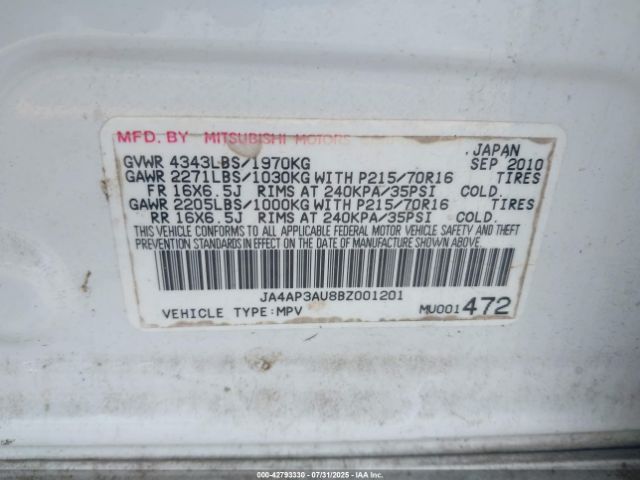 MFD. BY MITSUBISHI MOTORS
JAPAN
GVWR 4343LBS/1970KG SEP 2010
GAWR 2271LBS/1030KG WITH P215/70R16 TIRES
FR 16X6.5J RIMS AT 240KPA/35PSI COLD.
GAWR 2205LBS/1000KG WITH P215/70R16 TIRES
RR 16X6.5J RIMS AT 240KPA/35PSI COLD.
THIS VEHICLE CONFORMS TO ALL APPLICABLE FEDERAL MOTOR VEHICLE SAFETY
AND THEFT PREVENTION STANDARDS IN EFFECT ON THE DATE OF MANUFACTURE SHOWN ABOVE.
JA4AP3AU8BZ001201
VEHICLE TYPE:MPV MU001472
000-42793330 - 07/31/2025 - IAAI.COM